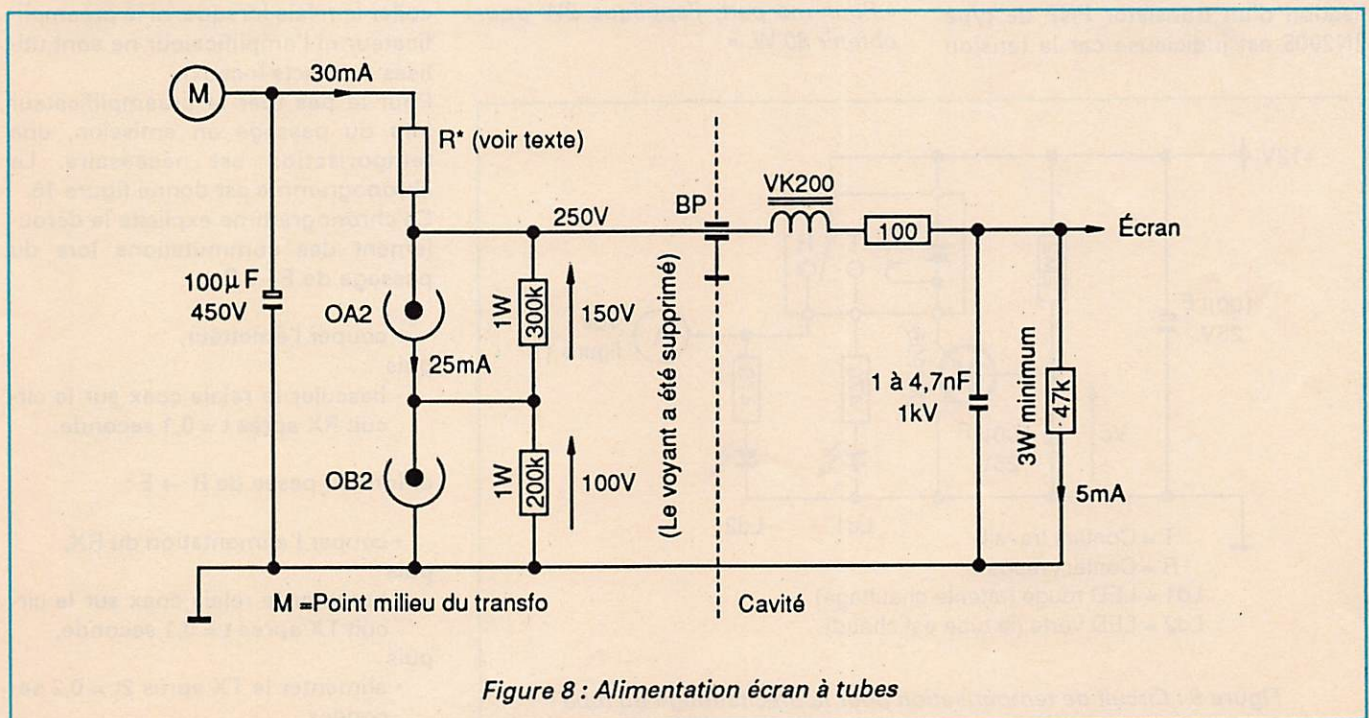 M
30mA
R* (voir texte)
100µF
450V
OA2
25mA
OB2
250V
1W
300k
150V
1W
200k
100V
(Le voyant a été supprimé)
BP
VK200
100
Écran
1 à 4,7nF
1kV
3W minimum
47k
5mA
M =Point milieu du transfo
Cavité
Figure 8 : Alimentation écran à tubes